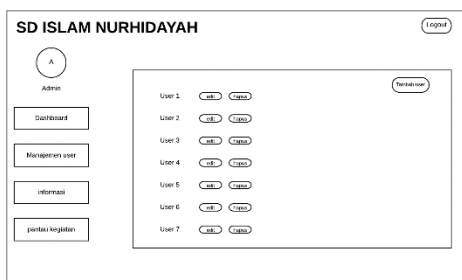 SD ISLAM NURHIDAYAH
Logout
A
Admin
Dashboard
Manajemen user
informasi
pantau kegiatan
Tambah user
User 1 edit hapus
User 2 edit hapus
User 3 edit hapus
User 4 edit hapus
User 5 edit hapus
User 6 edit hapus
User 7 edit hapus